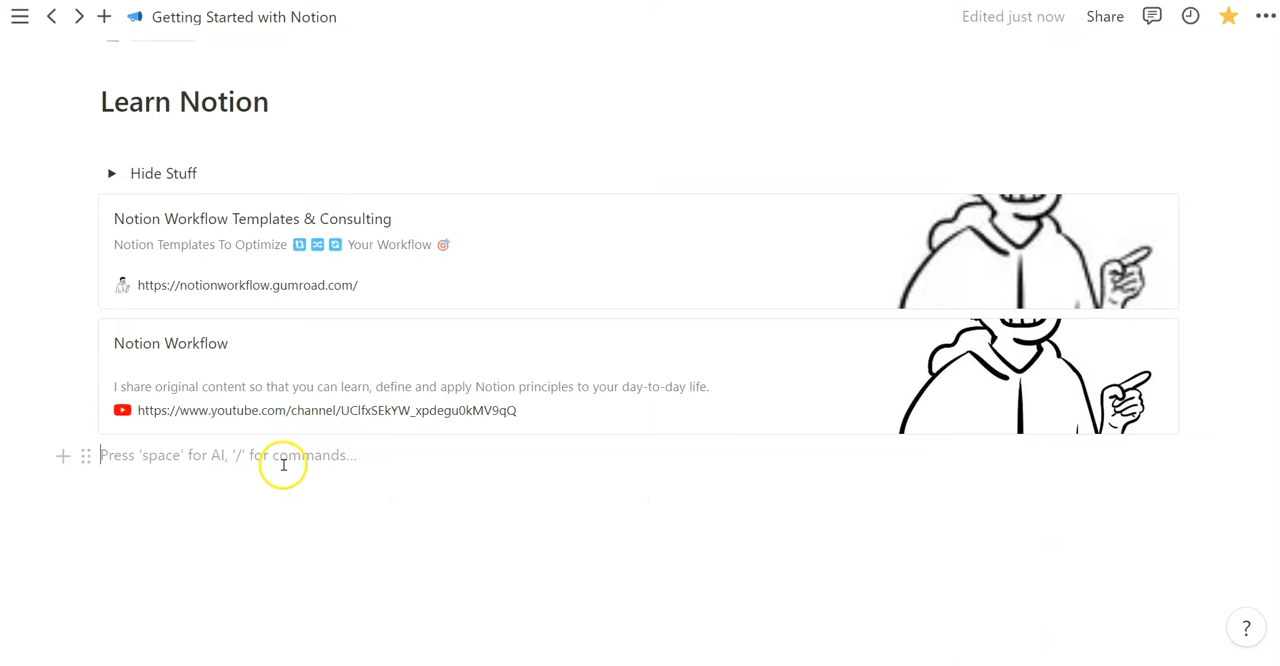 Getting Started with Notion
Edited just now
Share
Learn Notion
Hide Stuff
Notion Workflow Templates & Consulting
Notion Templates To Optimize Your Workflow
https://notionworkflow.gumroad.com/
Notion Workflow
I share original content so that you can learn, define and apply Notion principles to your day-to-day life.
https://www.youtube.com/channel/UClfxSEkYW_xpdegu0kMV9qQ
Press 'space' for AI, '/' for commands...
?